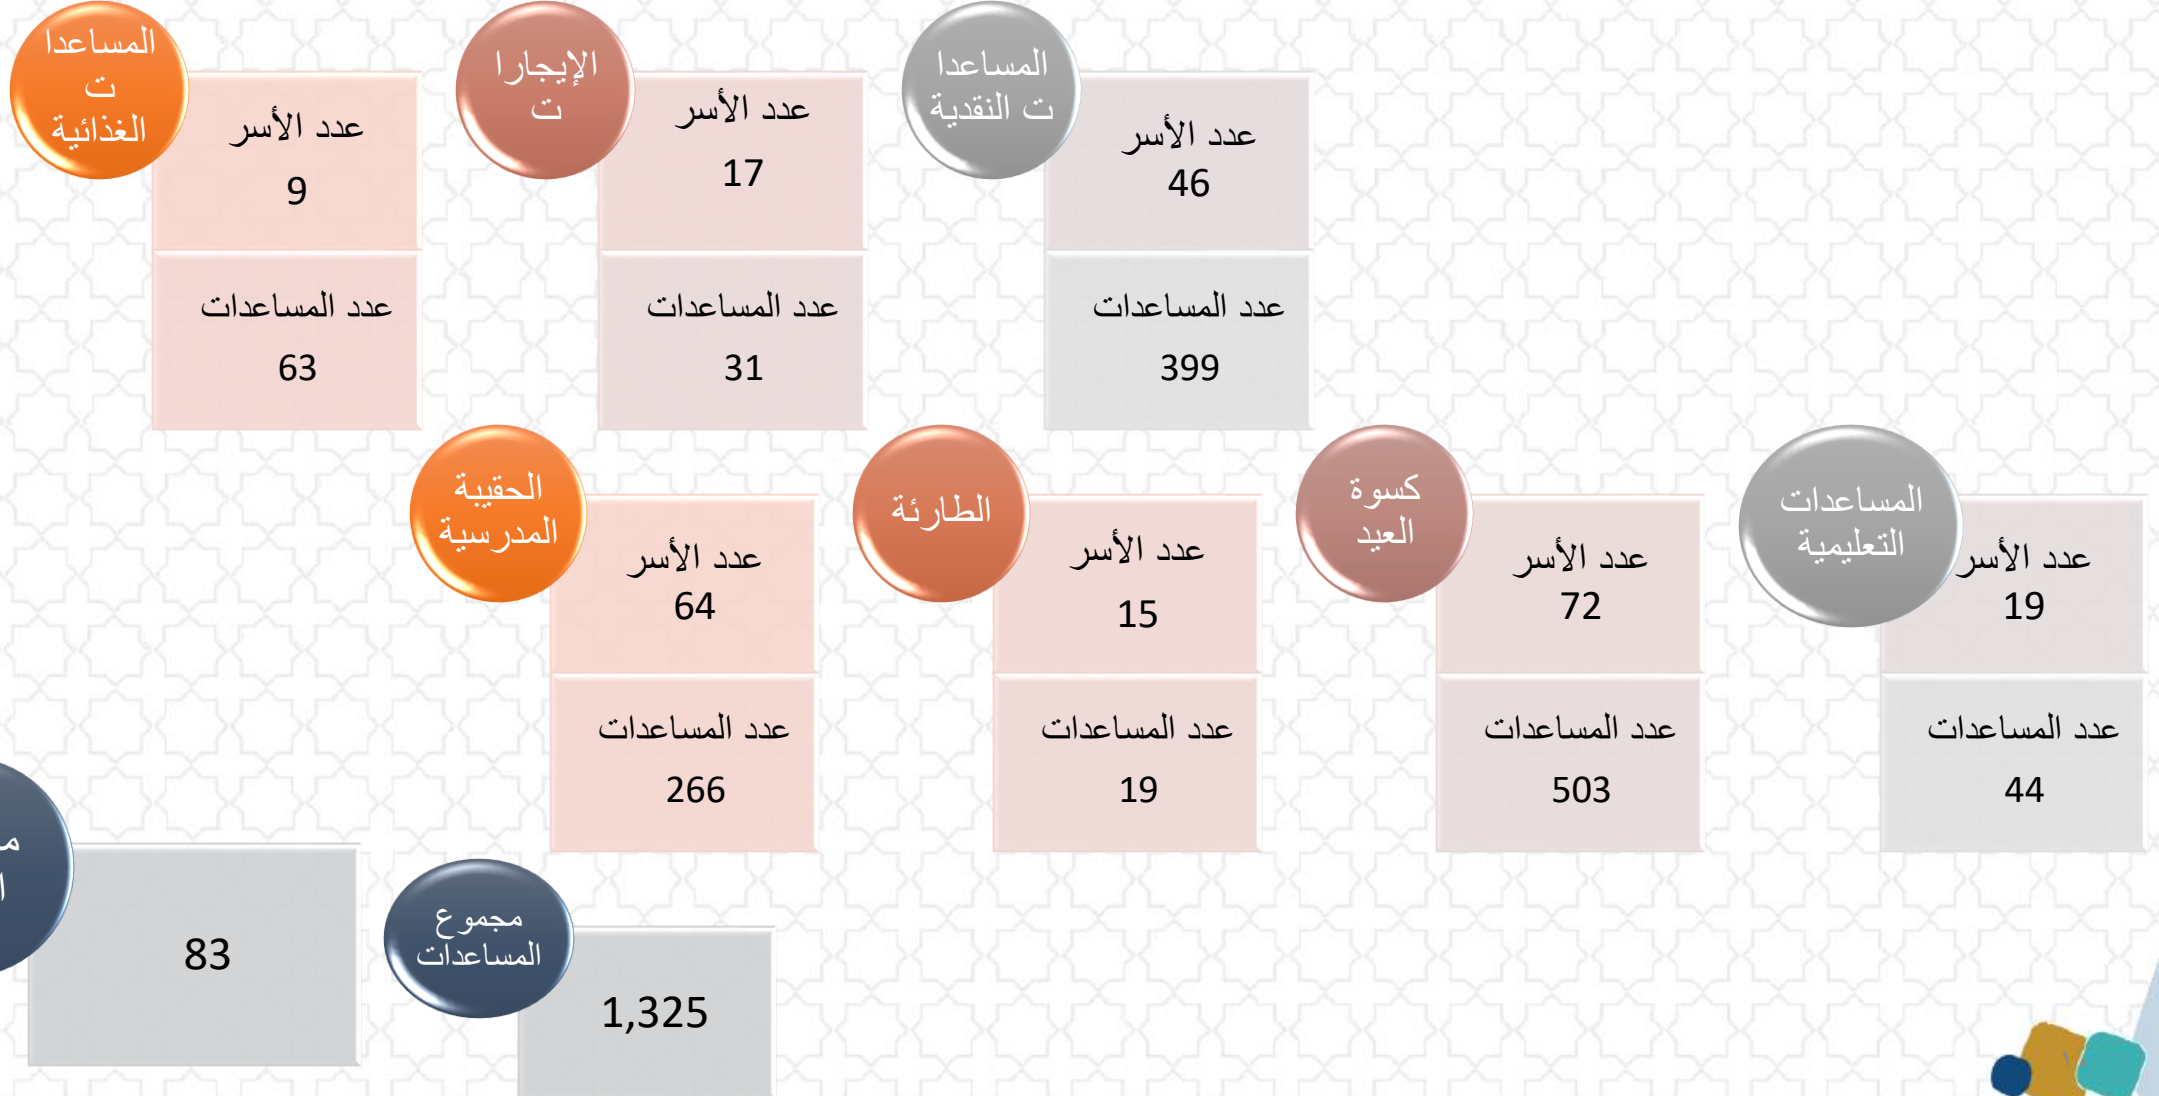 المساعدا
ت النقدية
عدد الأسر
46
عدد المساعدات
399
الإيجارا
ت
عدد الأسر
17
عدد المساعدات
31
المساعدا
ت
الغذائية
عدد الأسر
9
عدد المساعدات
63
المساعدات
التعليمية
عدد الأسر
19
عدد المساعدات
44
كسوة
العيد
عدد الأسر
72
عدد المساعدات
503
الطارئة
عدد الأسر
15
عدد المساعدات
19
الحقيبة
المدرسية
عدد الأسر
64
عدد المساعدات
266
مجموع
المساعدات
1,325
83